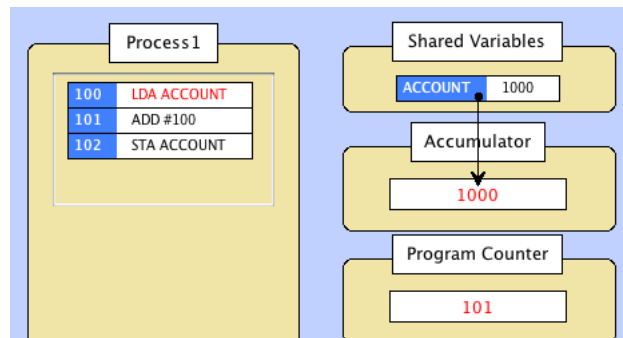 Process1
100 LDA ACCOUNT
101 ADD #100
102 STA ACCOUNT
Shared Variables
ACCOUNT 1000
Accumulator
1000
Program Counter
101